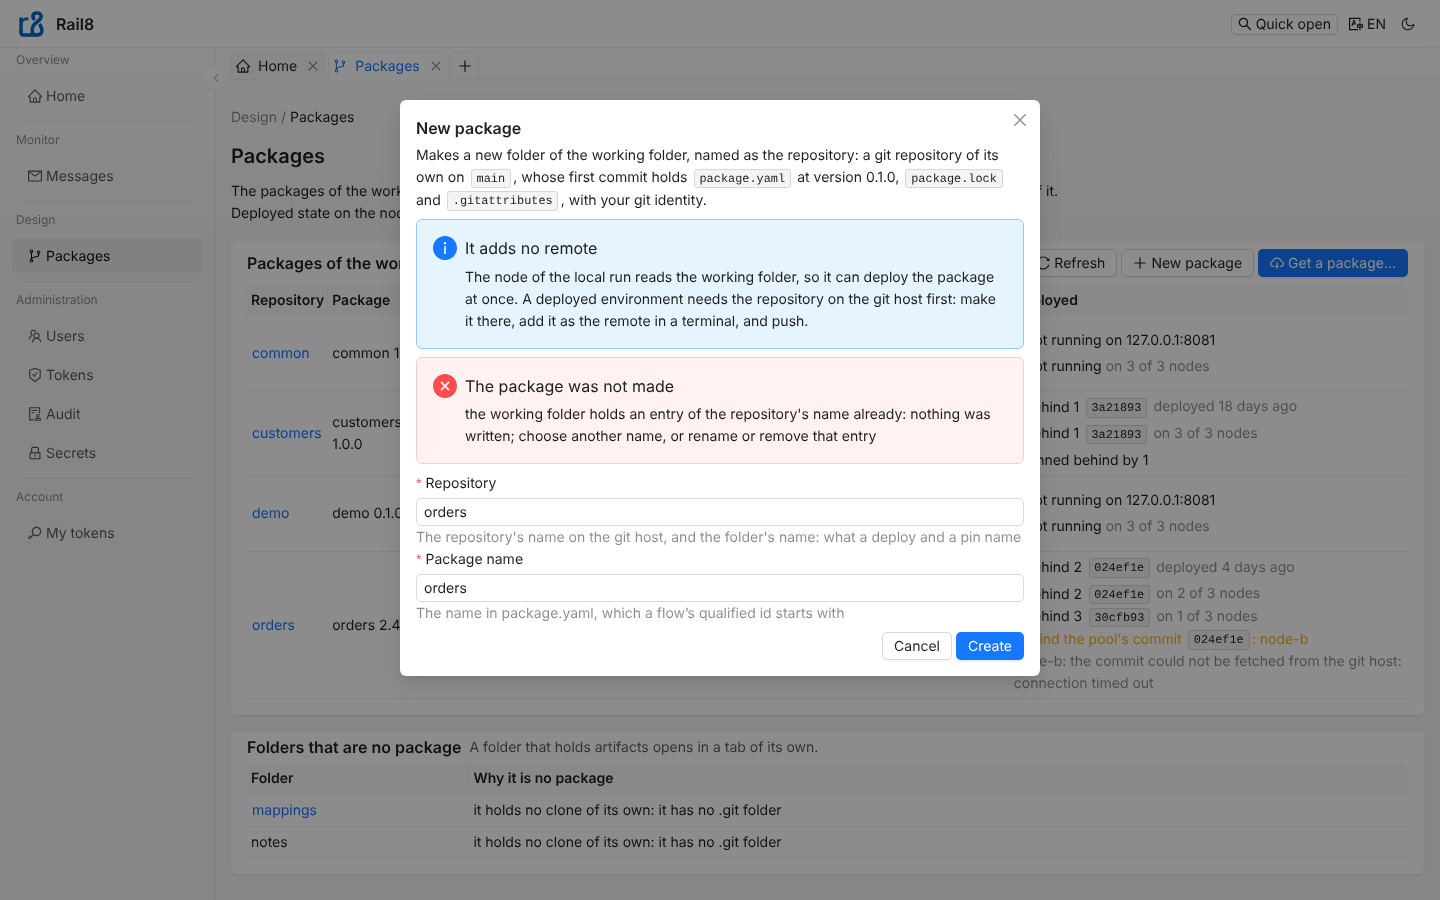 r8 Rail8
Quick open
EN
Overview
Home
Monitor
Messages
Design
Packages
Administration
Users
Tokens
Audit
Secrets
Account
My tokens
Home
Packages
Design / Packages
Packages
The packages of the work
f it.
Deployed state on the no
Packages of the wo
Refresh
New package
Get a package...
Repository Package
loyed
common common 1
ot running on 127.0.0.1:8081
ot running on 3 of 3 nodes
customers customers
1.0.0
ehind 1 3a21893 deployed 18 days ago
ehind 1 3a21893 on 3 of 3 nodes
nned behind by 1
demo demo 0.1.0
ot running on 127.0.0.1:8081
ot running on 3 of 3 nodes
orders orders 2.4
ehind 2 024ef1e deployed 4 days ago
ehind 2 024ef1e on 2 of 3 nodes
ehind 3 30cfb93 on 1 of 3 nodes
ind the pool's commit 024ef1e : node-b
e-b: the commit could not be fetched from the git host:
connection timed out
New package
Makes a new folder of the working folder, named as the repository: a git repository of its
own on main , whose first commit holds package.yaml at version 0.1.0, package.lock
and .gitattributes , with your git identity.
It adds no remote
The node of the local run reads the working folder, so it can deploy the package
at once. A deployed environment needs the repository on the git host first: make
it there, add it as the remote in a terminal, and push.
The package was not made
the working folder holds an entry of the repository's name already: nothing was
written; choose another name, or rename or remove that entry
* Repository
orders
The repository's name on the git host, and the folder's name: what a deploy and a pin name
* Package name
orders
The name in package.yaml, which a flow’s qualified id starts with
Cancel
Create
Folders that are no package A folder that holds artifacts opens in a tab of its own.
Folder Why it is no package
mappings it holds no clone of its own: it has no .git folder
notes it holds no clone of its own: it has no .git folder